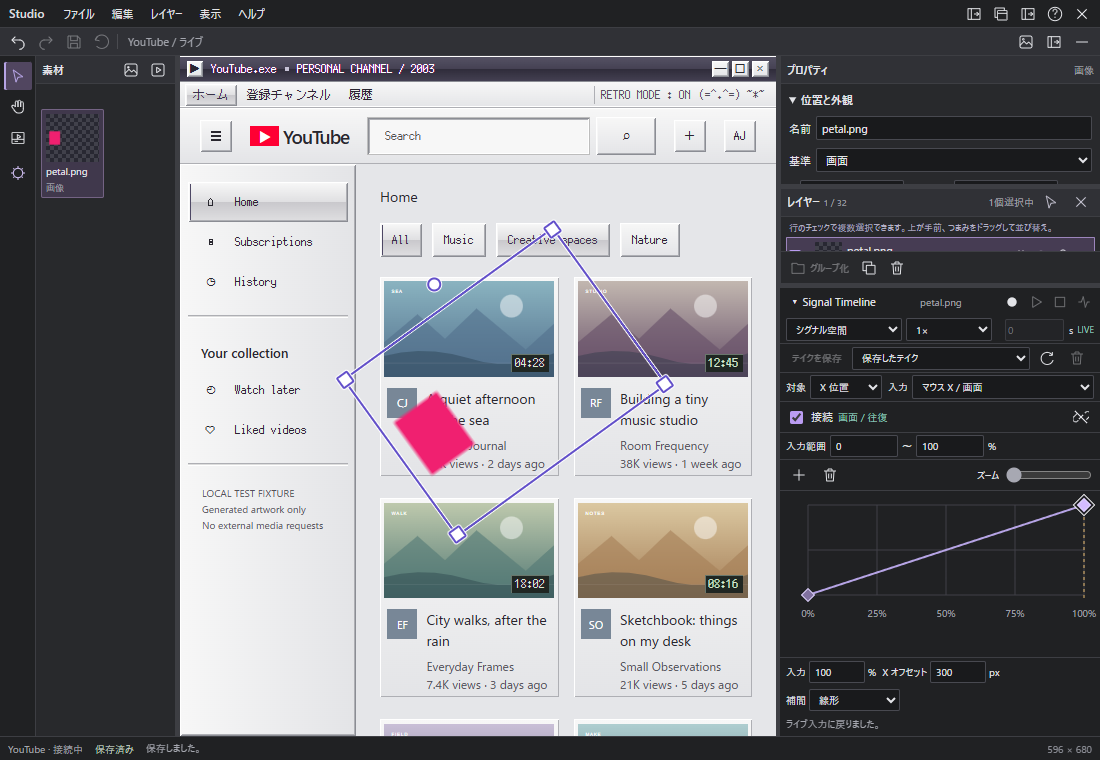 Studio ファイル 編集 レイヤー 表示 ヘルプ
YouTube / ライブ
素材
petal.png
画像
YouTube.exe ▪ PERSONAL CHANNEL / 2003
ホーム 登録チャンネル 履歴
RETRO MODE : ON (=^.^=) ~*~
YouTube
Search
AJ
Home
Subscriptions
History
Your collection
Watch later
Liked videos
LOCAL TEST FIXTURE
Generated artwork only
No external media requests
Home
All Music Creative spaces Nature
SEA
04:28
CJ
A quiet afternoon
sea
Journal
views · 2 days ago
STUDIO
12:45
RF
Building a tiny
music studio
Room Frequency
38K views · 1 week ago
WALK
18:02
EF
City walks, after the
rain
Everyday Frames
7.4K views · 3 days ago
NOTES
08:16
SO
Sketchbook: things
on my desk
Small Observations
21K views · 5 days ago
FIELD
プロパティ 画像
▼ 位置と外観
名前 petal.png
基準 画面
レイヤー 1 / 32 1個選択中
行のチェックで複数選択できます。上が手前、つまみをドラッグして並び替え。
petal.png
グループ化
▼ Signal Timeline petal.png
シグナル空間 1× 0 s LIVE
テイクを保存 保存したテイク
対象 X 位置 入力 マウス X / 画面
接続 画面 / 往復
入力範囲 0 ～ 100 %
ズーム
0% 25% 50% 75% 100%
入力 100 % X オフセット 300 px
補間 線形
ライブ入力に戻りました。
YouTube · 接続中 保存済み 保存しました。
596 × 680